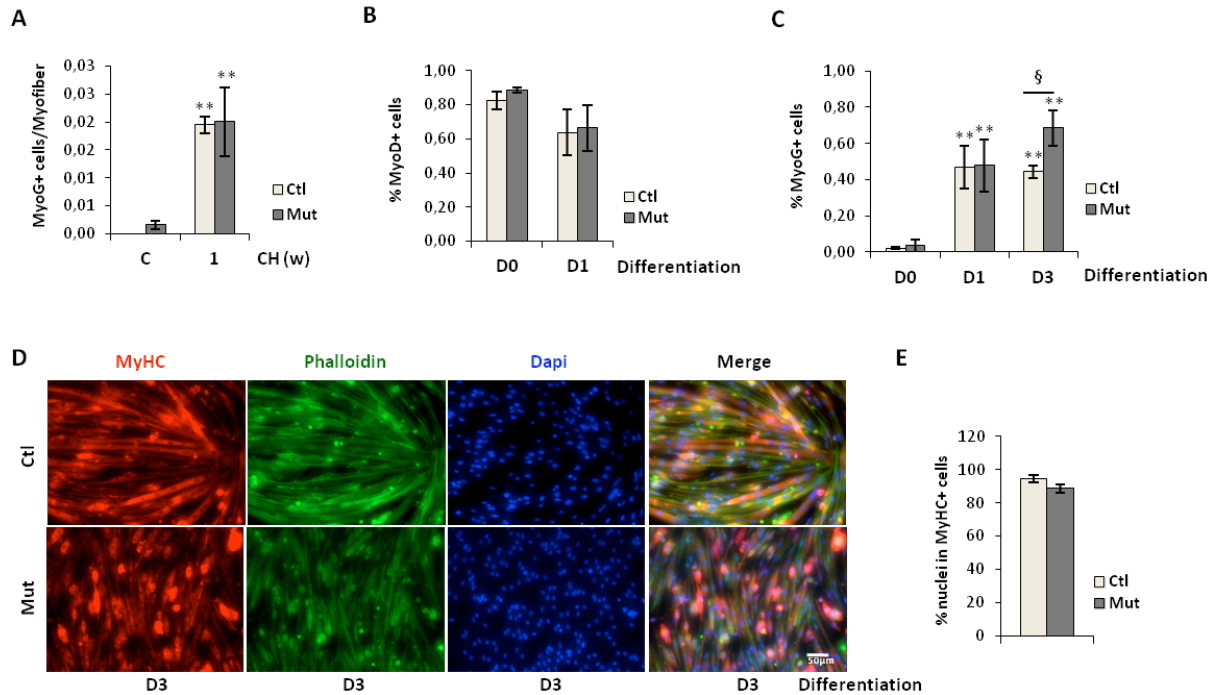 A
MyoG+ cells/Myofiber
0,03
0,03
0,02
0,02
0,01
0,01
0,00
** **
C 1 CH (w)
Ctl
Mut
B
% MyoD+ cells
1,00
0,80
0,60
0,40
0,20
0,00
D0 D1 Differentiation
Ctl
Mut
C
% MyoG+ cells
1,00
0,80
0,60
0,40
0,20
0,00
§
** ** ** **
D0 D1 D3 Differentiation
Ctl
Mut
D
MyHC Phalloidin Dapi Merge
Ctl
Mut
50µm
D3 D3 D3 D3 Differentiation
E
% nuclei in MyHC+ cells
120
100
80
60
40
20
0
Ctl
Mut